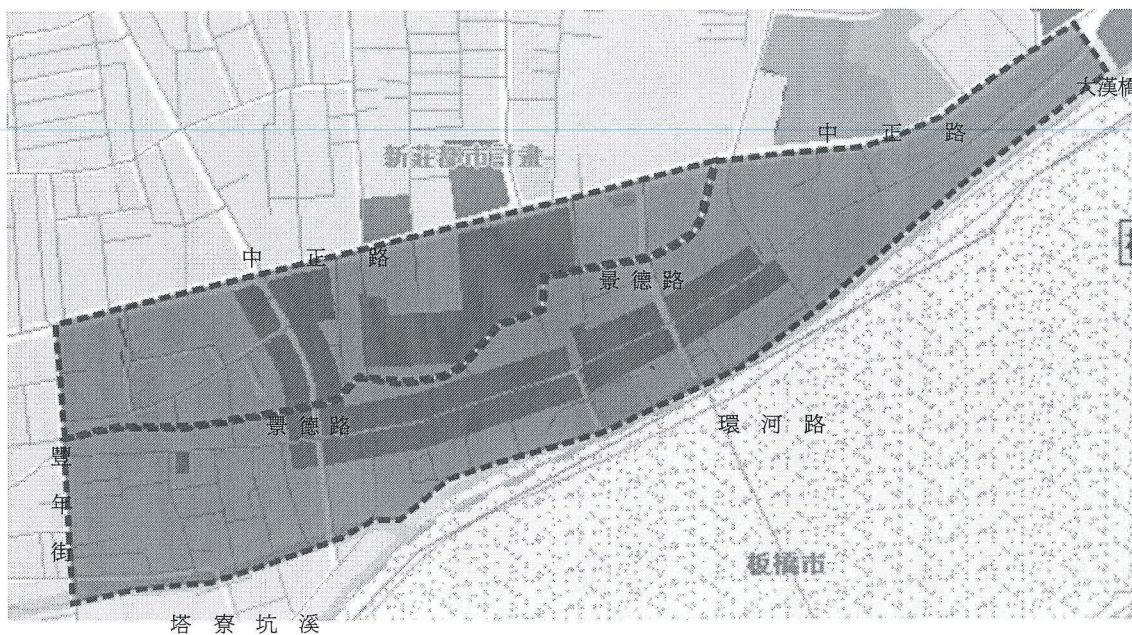 大漢橋
中正路
新莊都市計畫
中正路
景德路
景德路
環河路
豐年街
板橋市
塔寮坑溪